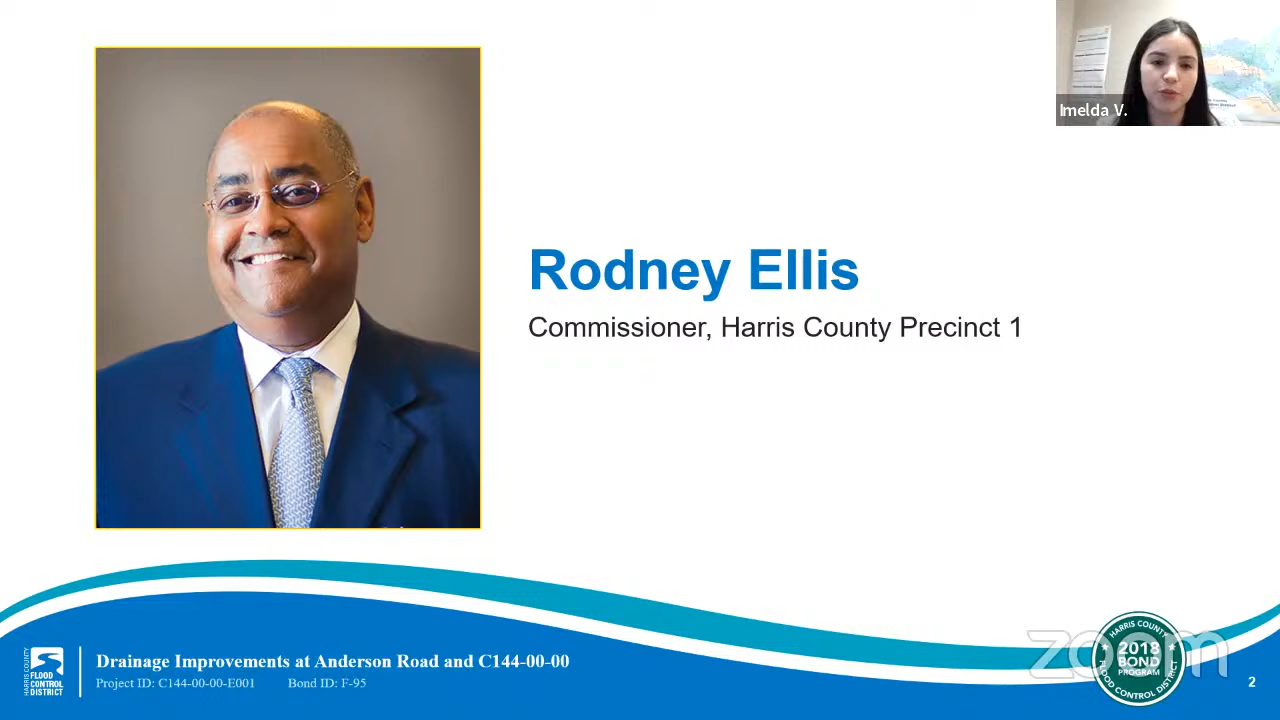 Imelda V.
Rodney Ellis
Commissioner, Harris County Precinct 1
HARRIS COUNTY
FLOOD
CONTROL
DISTRICT
Drainage Improvements at Anderson Road and C144-00-00
Project ID: C144-00-00-E001 Bond ID: F-95
HARRIS COUNTY
2018
BOND
PROGRAM
FLOOD CONTROL DISTRICT
zoom
2